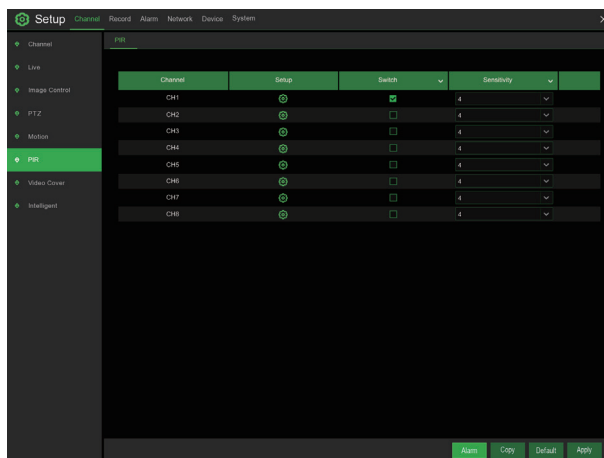 Setup Channel Record Alarm Network Device System
Channel
Live
Image Control
PTZ
Motion
PIR
Video Cover
Intelligent
PIR
Channel Setup Switch Sensitivity
CH1 4
CH2 4
CH3 4
CH4 4
CH5 4
CH6 4
CH7 4
CH8 4
Alarm Copy Default Apply